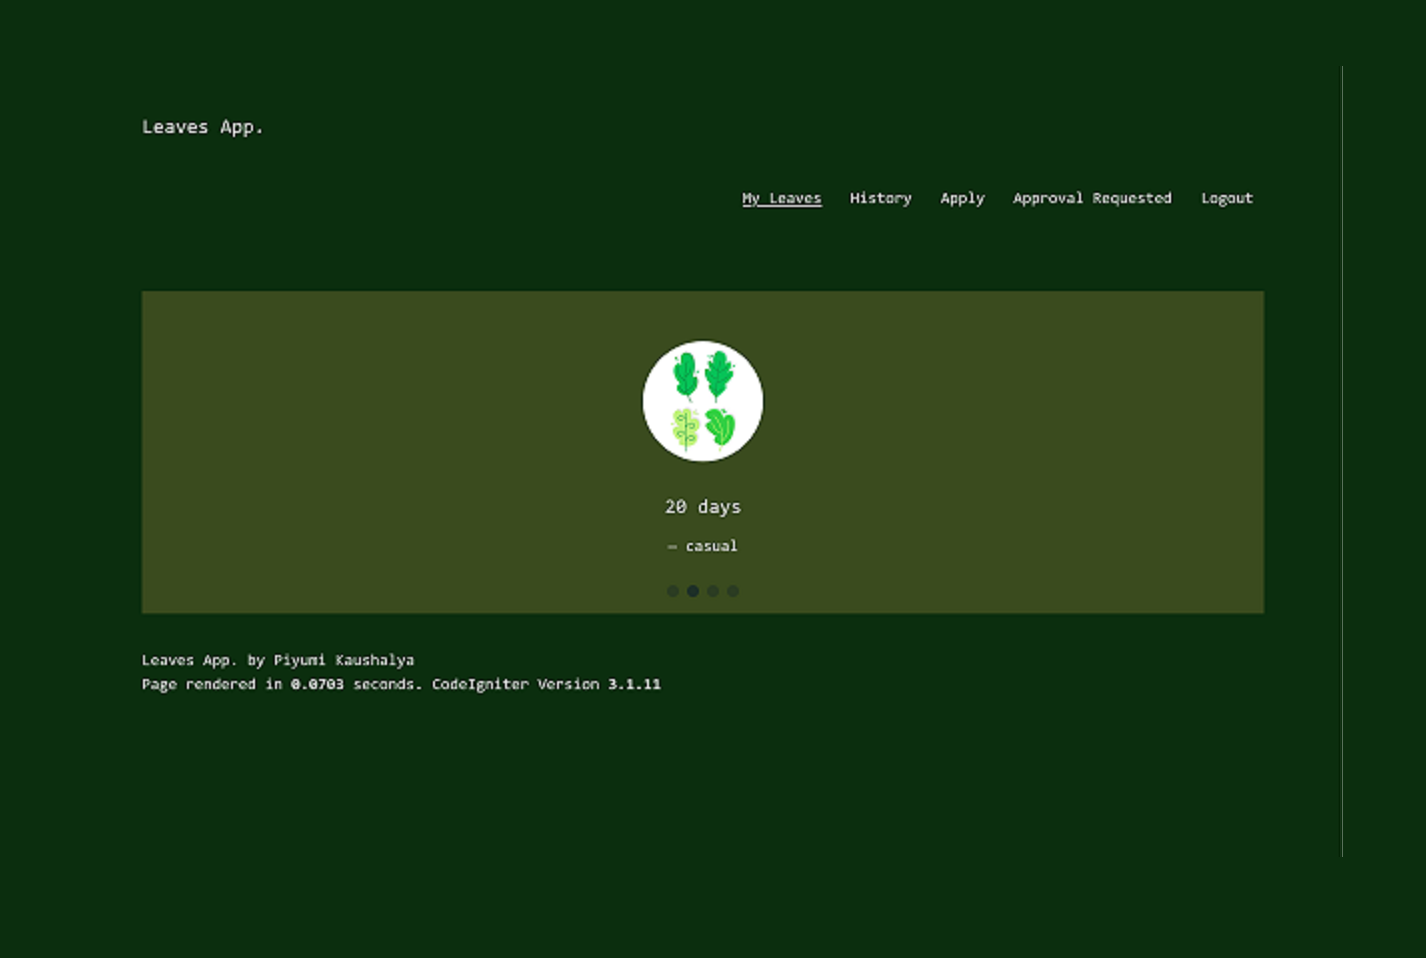 Leaves App.
My Leaves History Apply Approval Requested Logout
20 days
— casual
Leaves App. by Piyumi Kaushalya
Page rendered in 0.0703 seconds. CodeIgniter Version 3.1.11